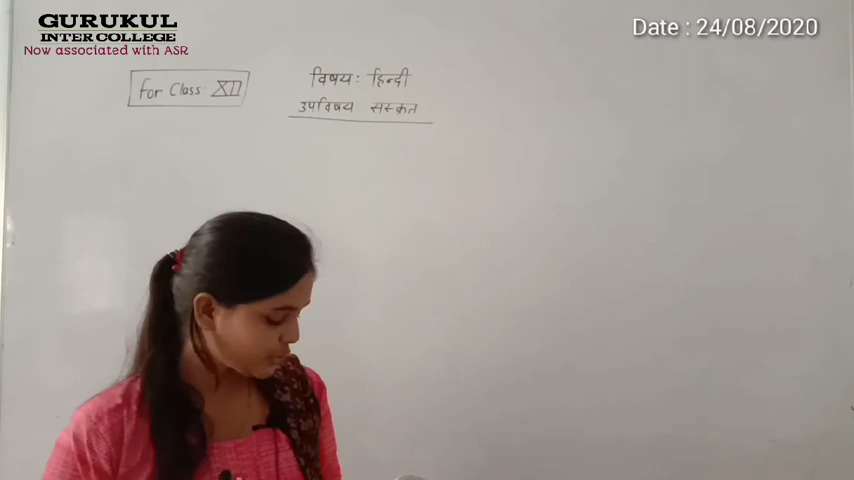 GURUKUL
INTER COLLEGE
Now associated with ASR
Date : 24/08/2020
for Class: XII
विषय: हिन्दी
उपविषय संस्कृत